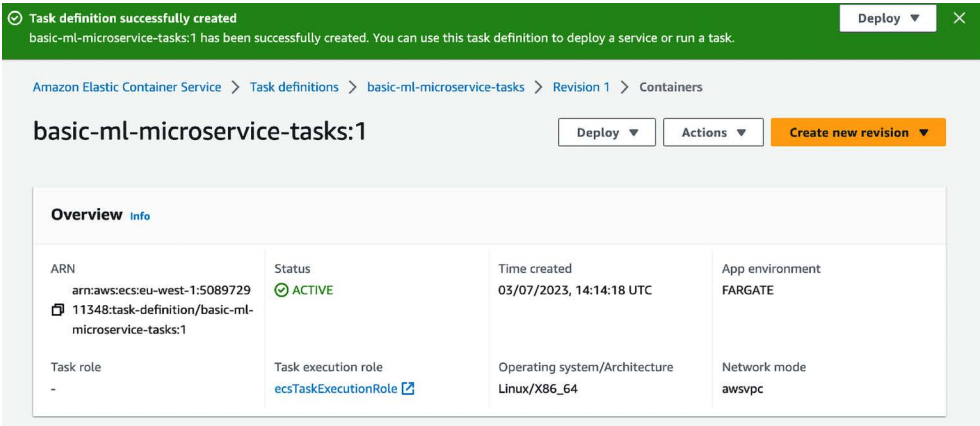 Task definition successfully created
Deploy ▼
basic-ml-microservice-tasks:1 has been successfully created. You can use this task definition to deploy a service or run a task.
Amazon Elastic Container Service > Task definitions > basic-ml-microservice-tasks > Revision 1 > Containers
basic-ml-microservice-tasks:1
Deploy ▼
Actions ▼
Create new revision ▼
Overview Info
ARN
arn:aws:ecs:eu-west-1:5089729
11348:task-definition/basic-ml-
microservice-tasks:1
Status
ACTIVE
Time created
03/07/2023, 14:14:18 UTC
App environment
FARGATE
Task role
-
Task execution role
ecsTaskExecutionRole
Operating system/Architecture
Linux/X86_64
Network mode
awsvpc